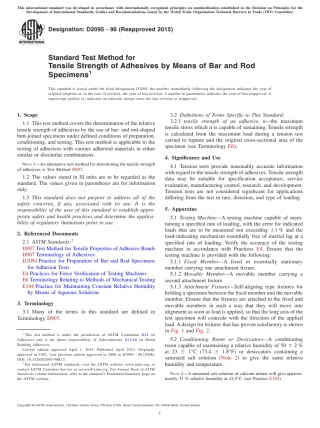 This international standard was developed in accordance with internationally recognized principles on standardization established in the Decision on Principles for the
Development of International Standards, Guides and Recommendations issued by the World Trade Organization Technical Barriers to Trade (TBT) Committee.
Designation: D2095 − 96 (Reapproved 2015)
Standard Test Method for
Tensile Strength of Adhesives by Means of Bar and Rod
Specimens¹
This standard is issued under the fixed designation D2095; the number immediately following the designation indicates the year of
original adoption or, in the case of revision, the year of last revision. A number in parentheses indicates the year of last reapproval. A
superscript epsilon (ε) indicates an editorial change since the last revision or reapproval.
1. Scope
1.1 This test method covers the determination of the relative
tensile strength of adhesives by the use of bar- and rod-shaped
butt-joined specimens under defined conditions of preparation,
conditioning, and testing. This test method is applicable to the
testing of adhesives with various adherend materials in either
similar or dissimilar combinations.
NOTE 1—An alternative test method for determining the tensile strength
of adhesives is Test Method D897.
1.2 The values stated in SI units are to be regarded as the
standard. The values given in parentheses are for information
only.
1.3 This standard does not purport to address all of the
safety concerns, if any, associated with its use. It is the
responsibility of the user of this standard to establish appro-
priate safety and health practices and determine the applica-
bility of regulatory limitations prior to use.
2. Referenced Documents
2.1 ASTM Standards:²
D897 Test Method for Tensile Properties of Adhesive Bonds
D907 Terminology of Adhesives
D2094 Practice for Preparation of Bar and Rod Specimens
for Adhesion Tests
E4 Practices for Force Verification of Testing Machines
E6 Terminology Relating to Methods of Mechanical Testing
E104 Practice for Maintaining Constant Relative Humidity
by Means of Aqueous Solutions
3. Terminology
3.1 Many of the terms in this standard are defined in
Terminology D907.
¹ This test method is under the jurisdiction of ASTM Committee D14 on
Adhesives and is the direct responsibility of Subcommittee D14.80 on Metal
Bonding Adhesives.
Current edition approved April 1, 2015. Published April 2015. Originally
approved in 1962. Last previous edition approved in 2008 as D2095 – 96 (2008).
DOI: 10.1520/D2095-96R15.
² For referenced ASTM standards, visit the ASTM website, www.astm.org, or
contact ASTM Customer Service at service@astm.org. For Annual Book of ASTM
Standards volume information, refer to the standard's Document Summary page on
the ASTM website.
3.2 Definitions of Terms Specific to This Standard:
3.2.1 tensile strength of an adhesive, n—the maximum
tensile stress which it is capable of sustaining. Tensile strength
is calculated from the maximum load during a tension test
carried to rupture and the original cross-sectional area of the
specimen (see Terminology E6).
4. Significance and Use
4.1 Tension tests provide reasonably accurate information
with regard to the tensile strength of adhesives. Tensile strength
data may be suitable for specification acceptance, service
evaluation, manufacturing control, research, and development.
Tension tests are not considered significant for applications
differing from the test in rate, direction, and type of loading.
5. Apparatus
5.1 Testing Machine—A testing machine capable of main-
taining a specified rate of loading, with the error for indicated
loads that are to be measured not exceeding ±1 % and the
load-indicating mechanism essentially free of inertial lag at a
specified rate of loading. Verify the accuracy of the testing
machine in accordance with Practices E4. Ensure that the
testing machine is provided with the following:
5.1.1 Fixed Member—A fixed or essentially stationary
member carrying one attachment fixture.
5.1.2 Movable Member—A movable member carrying a
second attachment fixture.
5.1.3 Attachment Fixtures—Self-aligning type fixtures for
holding a specimen between the fixed member and the movable
member. Ensure that the fixtures are attached to the fixed and
movable members in such a way that they will move into
alignment as soon as load is applied, so that the long axis of the
test specimen will coincide with the direction of the applied
load. A design for fixtures that has proven satisfactory is shown
in Fig. 1 and Fig. 2.
5.2 Conditioning Room or Desiccators—A conditioning
room capable of maintaining a relative humidity of 50 ± 2 %
at 23 ± 1°C (73.4 ± 1.8°F) or desiccators containing a
saturated salt solution (Note 2) to give the same relative
humidity and temperature.
NOTE 2—A saturated salt solution of calcium nitrate will give approxi-
mately 51 % relative humidity at 24.5°C (see Practice E104).
Copyright © ASTM International, 100 Barr Harbor Drive, PO Box C700, West Conshohocken, PA 19428-2959. United States
1